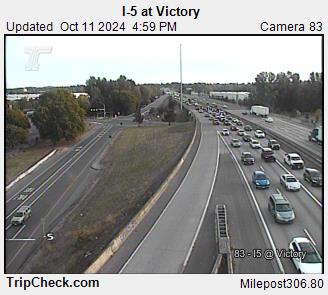 I-5 at Victory
Updated Oct 11 2024 4:59 PM Camera 83
TR
83 - I5 @ Victory
TripCheck.com Milepost306.80